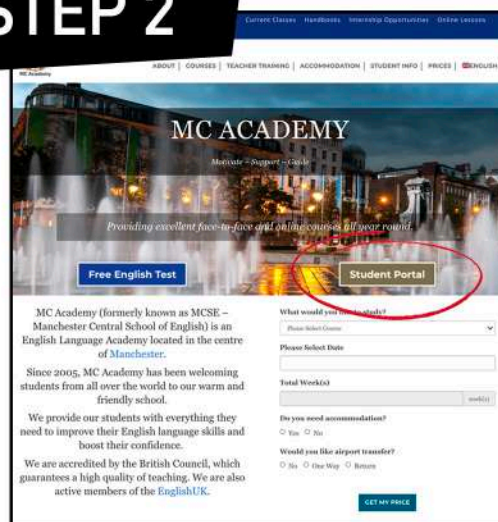 STEP 2
Current Classes Handbooks Internship Opportunities Online Lessons
MC Academy
ABOUT | COURSES | TEACHER TRAINING | ACCOMMODATION | STUDENT INFO | PRICES | ENGLISH
MC ACADEMY
Motivate – Support – Guide
Providing excellent face-to-face and online courses all year round.
Free English Test
Student Portal
MC Academy (formerly known as MCSE –
Manchester Central School of English) is an
English Language Academy located in the centre
of Manchester.
Since 2005, MC Academy has been welcoming
students from all over the world to our warm and
friendly school.
We provide our students with everything they
need to improve their English language skills and
boost their confidence.
We are accredited by the British Council, which
guarantees a high quality of teaching. We are also
active members of the EnglishUK.
What would you like to study?
Please Select Course
Please Select Date
Total Week(s)
week(s)
Do you need accommodation?
Yes No
Would you like airport transfer?
No One Way Return
GET MY PRICE